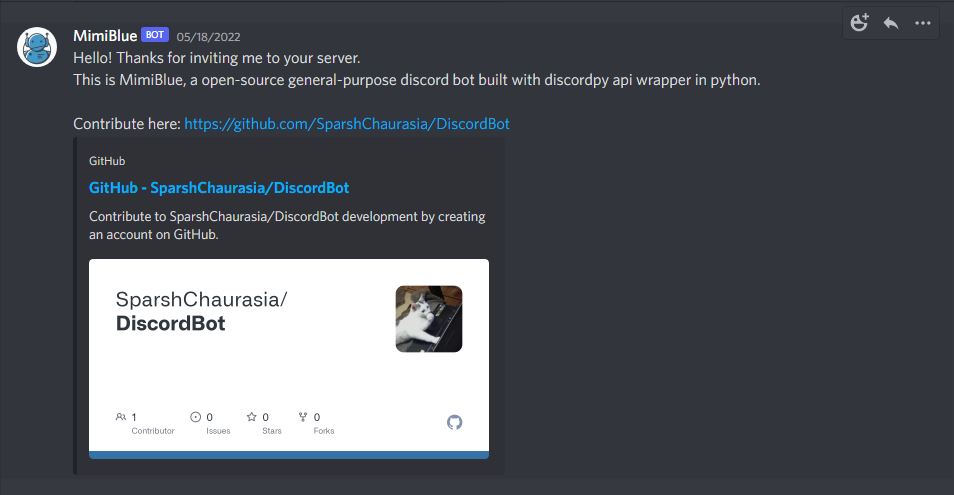 MimiBlue BOT 05/18/2022
Hello! Thanks for inviting me to your server.
This is MimiBlue, a open-source general-purpose discord bot built with discordpy api wrapper in python.
Contribute here: https://github.com/SparshChaurasia/DiscordBot
GitHub
GitHub - SparshChaurasia/DiscordBot
Contribute to SparshChaurasia/DiscordBot development by creating
an account on GitHub.
SparshChaurasia/
DiscordBot
1 0 0 0
Contributor Issues Stars Forks